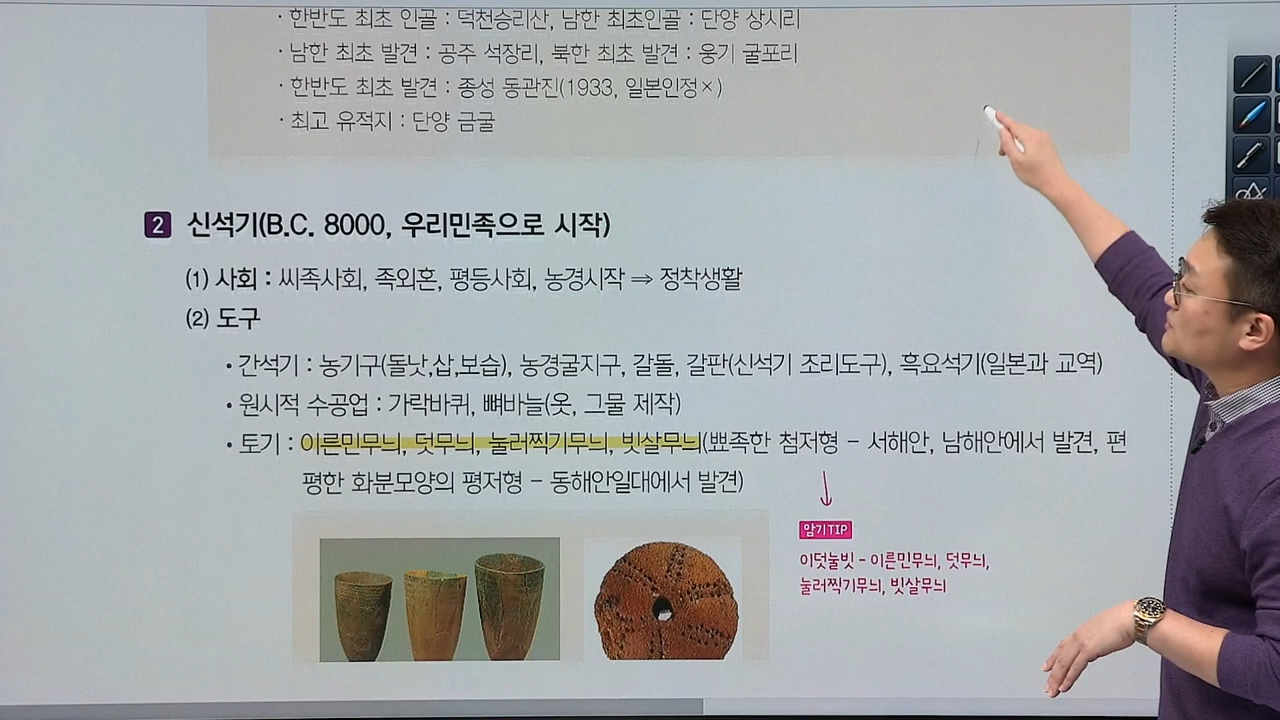 · 한반도 최초 인골 : 덕천승리산, 남한 최초인골 : 단양 상시리
· 남한 최초 발견 : 공주 석장리, 북한 최초 발견 : 웅기 굴포리
· 한반도 최초 발견 : 종성 동관진(1933, 일본인정×)
· 최고 유적지 : 단양 금굴
2 신석기(B.C. 8000, 우리민족으로 시작)
(1) 사회 : 씨족사회, 족외혼, 평등사회, 농경시작 ⇒ 정착생활
(2) 도구
• 간석기 : 농기구(돌낫,삽,보습), 농경굴지구, 갈돌, 갈판(신석기 조리도구), 흑요석기(일본과 교역)
• 원시적 수공업 : 가락바퀴, 뼈바늘(옷, 그물 제작)
• 토기 : 이른민무늬, 덧무늬, 눌러찍기무늬, 빗살무늬(뾰족한 첨저형 – 서해안, 남해안에서 발견, 편
평한 화분모양의 평저형 – 동해안일대에서 발견)
암기TIP
이덧눌빗 – 이른민무늬, 덧무늬,
눌러찍기무늬, 빗살무늬